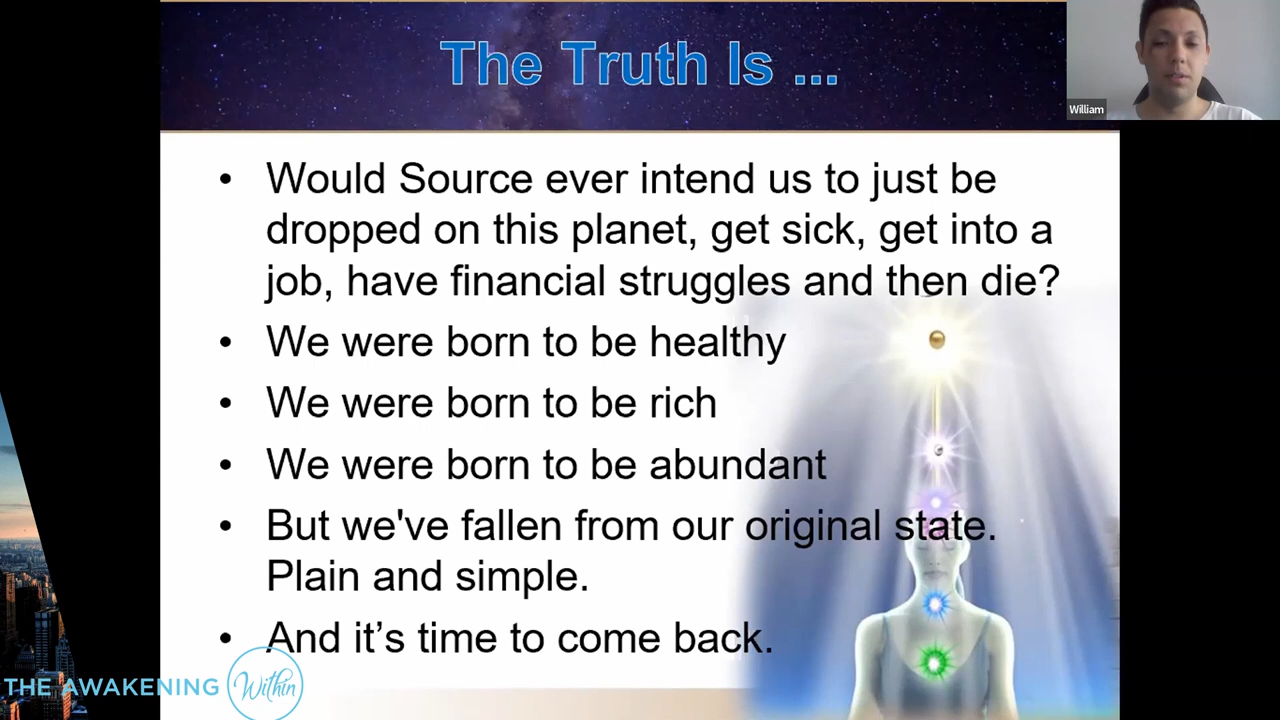 The Truth Is ...
William
• Would Source ever intend us to just be
dropped on this planet, get sick, get into a
job, have financial struggles and then die?
• We were born to be healthy
• We were born to be rich
• We were born to be abundant
• But we've fallen from our original state.
Plain and simple.
• And it’s time to come back.
THE AWAKENING Within